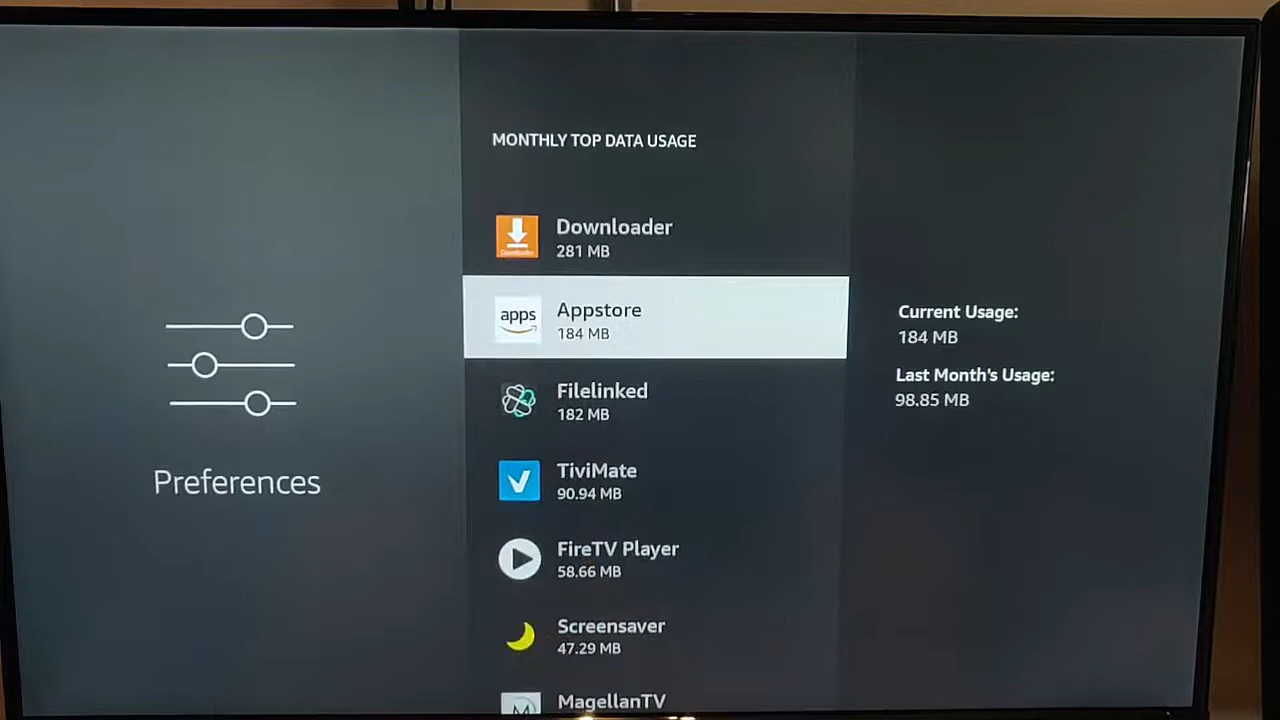 MONTHLY TOP DATA USAGE
Downloader
Downloader
281 MB
apps
Appstore
184 MB
Filelinked
182 MB
TiviMate
90.94 MB
FireTV Player
58.66 MB
Screensaver
47.29 MB
M
MagellanTV
Preferences
Current Usage:
184 MB
Last Month's Usage:
98.85 MB